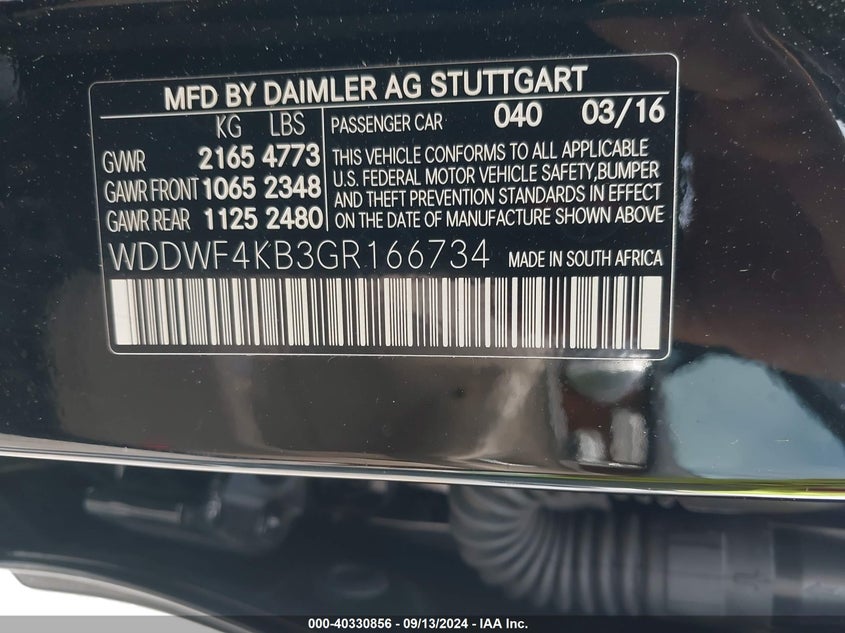 MFD BY DAIMLER AG STUTTGART
KG LBS
GVWR 2165 4773
GAWR FRONT 1065 2348
GAWR REAR 1125 2480
PASSENGER CAR 040 03/16
THIS VEHICLE CONFORMS TO ALL APPLICABLE
U.S. FEDERAL MOTOR VEHICLE SAFETY, BUMPER
AND THEFT PREVENTION STANDARDS IN EFFECT
ON THE DATE OF MANUFACTURE SHOWN ABOVE
WDDWF4KB3GR166734 MADE IN SOUTH AFRICA
000-40330856 - 09/13/2024 - IAA Inc.